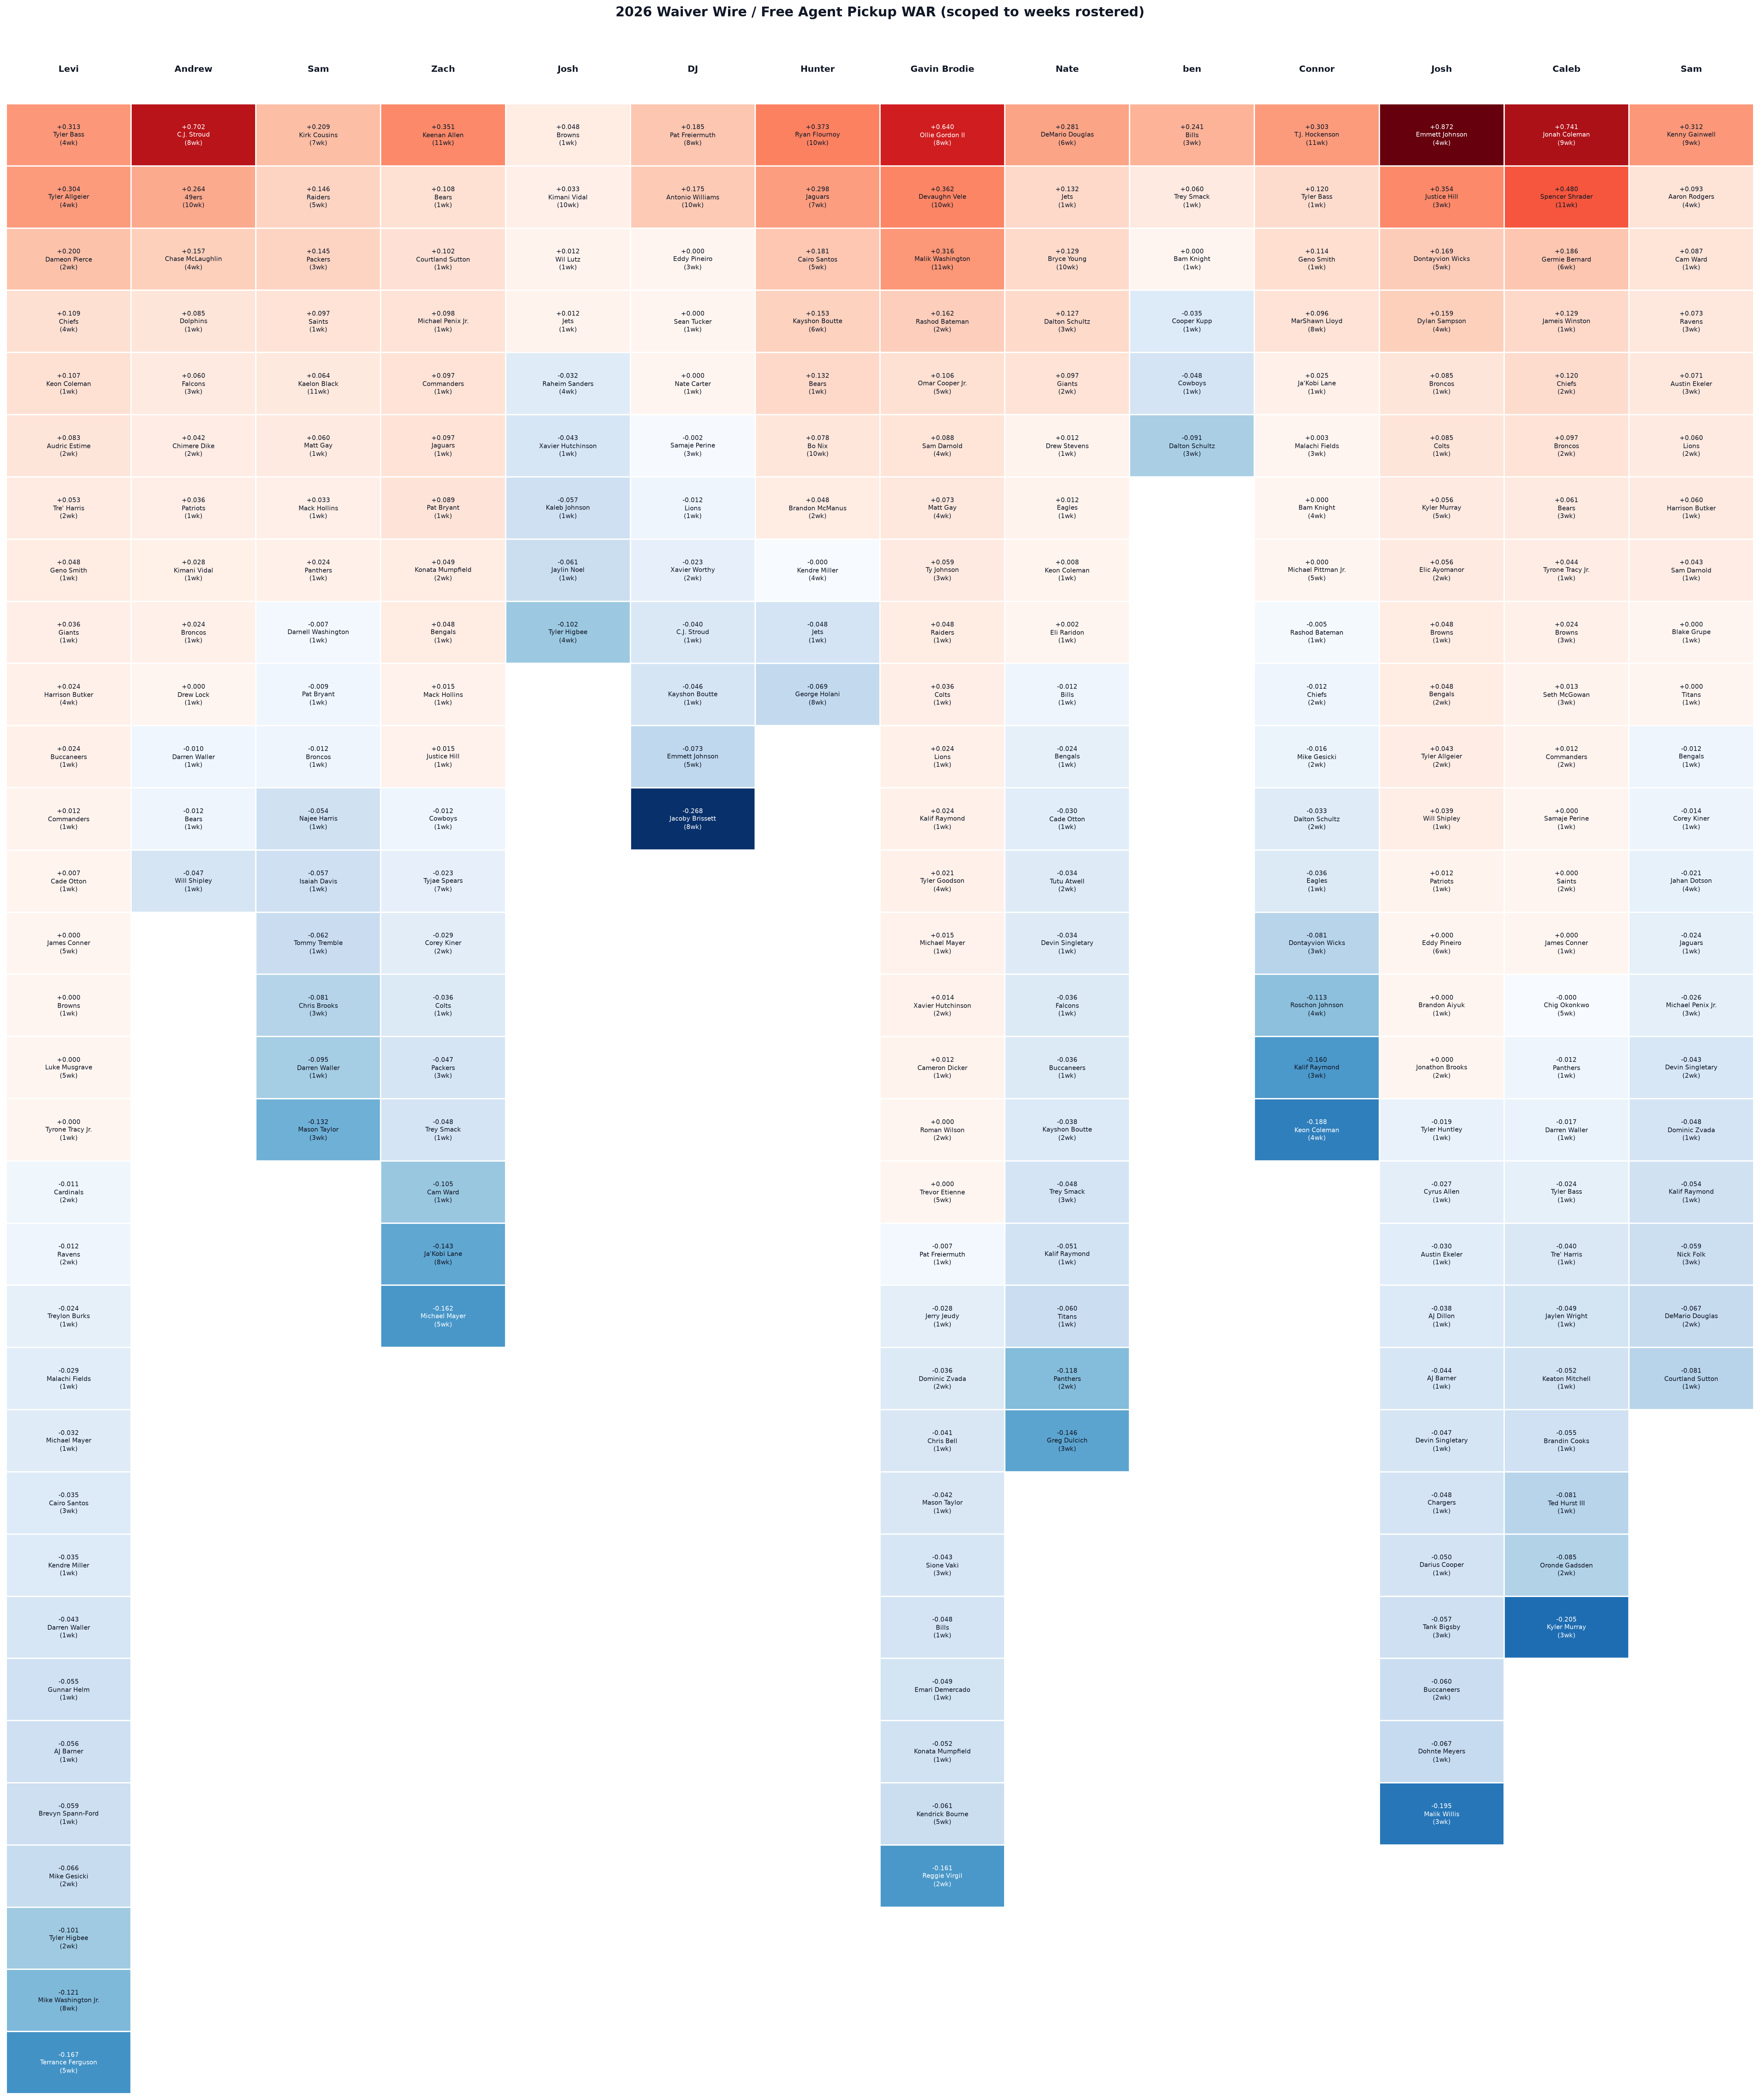 2026 Waiver Wire / Free Agent Pickup WAR (scoped to weeks rostered)
Levi Andrew Sam Zach Josh DJ Hunter Gavin Brodie Nate ben Connor Josh Caleb Sam
+0.313 +0.702 +0.209 +0.351 +0.048 +0.185 +0.373 +0.640 +0.281 +0.241 +0.303 +0.872 +0.741 +0.312
Tyler Bass C.J. Stroud Kirk Cousins Keenan Allen Browns Pat Freiermuth Ryan Flournoy Ollie Gordon II DeMario Douglas Bills T.J. Hockenson Emmett Johnson Jonah Coleman Kenny Gainwell
(4wk) (8wk) (7wk) (11wk) (1wk) (8wk) (10wk) (8wk) (6wk) (3wk) (11wk) (4wk) (9wk) (9wk)
+0.304 +0.264 +0.146 +0.108 +0.033 +0.175 +0.298 +0.362 +0.132 +0.060 +0.120 +0.354 +0.480 +0.093
Tyler Allgeier 49ers Raiders Bears Kimani Vidal Antonio Williams Jaguars Devaughn Vele Jets Trey Smack Tyler Bass Justice Hill Spencer Shrader Aaron Rodgers
(4wk) (10wk) (5wk) (1wk) (10wk) (10wk) (7wk) (10wk) (1wk) (1wk) (1wk) (3wk) (11wk) (4wk)
+0.200 +0.157 +0.145 +0.102 +0.012 +0.000 +0.181 +0.316 +0.129 +0.000 +0.114 +0.169 +0.186 +0.087
Dameon Pierce Chase McLaughlin Packers Courtland Sutton Wil Lutz Eddy Pineiro Cairo Santos Malik Washington Bryce Young Bam Knight Geno Smith Dontayvion Wicks Germie Bernard Cam Ward
(2wk) (4wk) (3wk) (1wk) (1wk) (3wk) (5wk) (11wk) (10wk) (1wk) (1wk) (5wk) (6wk) (1wk)
+0.109 +0.085 +0.097 +0.098 +0.012 +0.000 +0.153 +0.162 +0.127 -0.035 +0.096 +0.159 +0.129 +0.073
Chiefs Dolphins Saints Michael Penix Jr. Jets Sean Tucker Kayshon Boutte Rashod Bateman Dalton Schultz Cooper Kupp MarShawn Lloyd Dylan Sampson Jameis Winston Ravens
(4wk) (1wk) (1wk) (1wk) (1wk) (1wk) (6wk) (2wk) (3wk) (1wk) (8wk) (4wk) (1wk) (3wk)
+0.107 +0.060 +0.064 +0.097 -0.032 +0.000 +0.132 +0.106 +0.097 -0.048 +0.025 +0.085 +0.120 +0.071
Keon Coleman Falcons Kaelon Black Commanders Raheim Sanders Nate Carter Bears Omar Cooper Jr. Giants Cowboys Ja'Kobi Lane Broncos Chiefs Austin Ekeler
(1wk) (3wk) (11wk) (1wk) (4wk) (1wk) (1wk) (5wk) (2wk) (1wk) (1wk) (1wk) (2wk) (3wk)
+0.083 +0.042 +0.060 +0.097 -0.043 -0.002 +0.078 +0.088 +0.012 -0.091 +0.003 +0.085 +0.097 +0.060
Audric Estime Chimere Dike Matt Gay Jaguars Xavier Hutchinson Samaje Perine Bo Nix Sam Darnold Drew Stevens Dalton Schultz Malachi Fields Colts Broncos Lions
(2wk) (2wk) (1wk) (1wk) (1wk) (3wk) (10wk) (4wk) (1wk) (3wk) (3wk) (1wk) (2wk) (2wk)
+0.053 +0.036 +0.033 +0.089 -0.057 -0.012 +0.048 +0.073 +0.012 +0.000 +0.056 +0.061 +0.060
Tre' Harris Patriots Mack Hollins Pat Bryant Kaleb Johnson Lions Brandon McManus Matt Gay Eagles Bam Knight Kyler Murray Bears Harrison Butker
(2wk) (1wk) (1wk) (1wk) (1wk) (1wk) (2wk) (4wk) (1wk) (4wk) (5wk) (3wk) (1wk)
+0.048 +0.028 +0.024 +0.049 -0.061 -0.023 -0.000 +0.059 +0.008 +0.000 +0.056 +0.044 +0.043
Geno Smith Kimani Vidal Panthers Konata Mumpfield Jaylin Noel Xavier Worthy Kendre Miller Ty Johnson Keon Coleman Michael Pittman Jr. Elic Ayomanor Tyrone Tracy Jr. Sam Darnold
(1wk) (1wk) (1wk) (2wk) (1wk) (2wk) (4wk) (3wk) (1wk) (5wk) (2wk) (1wk) (1wk)
+0.036 +0.024 -0.007 +0.048 -0.102 -0.040 -0.048 +0.048 +0.002 -0.005 +0.048 +0.024 +0.000
Giants Broncos Darnell Washington Bengals Tyler Higbee C.J. Stroud Jets Raiders Eli Raridon Rashod Bateman Browns Browns Blake Grupe
(1wk) (1wk) (1wk) (1wk) (4wk) (1wk) (1wk) (1wk) (1wk) (1wk) (1wk) (3wk) (1wk)
+0.024 +0.000 -0.009 +0.015 -0.046 -0.069 +0.036 -0.012 -0.012 +0.048 +0.013 +0.000
Harrison Butker Drew Lock Pat Bryant Mack Hollins Kayshon Boutte George Holani Colts Bills Chiefs Bengals Seth McGowan Titans
(4wk) (1wk) (1wk) (1wk) (1wk) (8wk) (1wk) (1wk) (2wk) (2wk) (3wk) (1wk)
+0.024 -0.010 -0.012 +0.015 -0.073 +0.024 -0.024 -0.016 +0.043 +0.012 -0.012
Buccaneers Darren Waller Broncos Justice Hill Emmett Johnson Lions Bengals Mike Gesicki Tyler Allgeier Commanders Bengals
(1wk) (1wk) (1wk) (1wk) (5wk) (1wk) (1wk) (2wk) (2wk) (2wk) (1wk)
+0.012 -0.012 -0.054 -0.012 -0.268 +0.024 -0.030 -0.033 +0.039 +0.000 -0.014
Commanders Bears Najee Harris Cowboys Jacoby Brissett Kalif Raymond Cade Otton Dalton Schultz Will Shipley Samaje Perine Corey Kiner
(1wk) (1wk) (1wk) (1wk) (8wk) (1wk) (1wk) (2wk) (1wk) (1wk) (1wk)
+0.007 -0.047 -0.057 -0.023 +0.021 -0.034 -0.036 +0.012 +0.000 -0.021
Cade Otton Will Shipley Isaiah Davis Tyjae Spears Tyler Goodson Tutu Atwell Eagles Patriots Saints Jahan Dotson
(1wk) (1wk) (1wk) (7wk) (4wk) (2wk) (1wk) (1wk) (2wk) (4wk)
+0.000 -0.062 -0.029 +0.015 -0.034 -0.081 +0.000 +0.000 -0.024
James Conner Tommy Tremble Corey Kiner Michael Mayer Devin Singletary Dontayvion Wicks Eddy Pineiro James Conner Jaguars
(5wk) (1wk) (2wk) (1wk) (1wk) (3wk) (6wk) (1wk) (1wk)
+0.000 -0.081 -0.036 +0.014 -0.036 -0.113 +0.000 -0.000 -0.026
Browns Chris Brooks Colts Xavier Hutchinson Falcons Roschon Johnson Brandon Aiyuk Chig Okonkwo Michael Penix Jr.
(1wk) (3wk) (1wk) (2wk) (1wk) (4wk) (1wk) (5wk) (3wk)
+0.000 -0.095 -0.047 +0.012 -0.036 -0.160 +0.000 -0.012 -0.043
Luke Musgrave Darren Waller Packers Cameron Dicker Buccaneers Kalif Raymond Jonathon Brooks Panthers Devin Singletary
(5wk) (1wk) (3wk) (1wk) (1wk) (3wk) (2wk) (1wk) (2wk)
+0.000 -0.132 -0.048 +0.000 -0.038 -0.188 -0.019 -0.017 -0.048
Tyrone Tracy Jr. Mason Taylor Trey Smack Roman Wilson Kayshon Boutte Keon Coleman Tyler Huntley Darren Waller Dominic Zvada
(1wk) (3wk) (1wk) (2wk) (2wk) (4wk) (1wk) (1wk) (1wk)
-0.011 -0.105 +0.000 -0.048 -0.027 -0.024 -0.054
Cardinals Cam Ward Trevor Etienne Trey Smack Cyrus Allen Tyler Bass Kalif Raymond
(2wk) (1wk) (5wk) (3wk) (1wk) (1wk) (1wk)
-0.012 -0.143 -0.007 -0.051 -0.030 -0.040 -0.059
Ravens Ja'Kobi Lane Pat Freiermuth Kalif Raymond Austin Ekeler Tre' Harris Nick Folk
(2wk) (8wk) (1wk) (1wk) (1wk) (1wk) (3wk)
-0.024 -0.162 -0.028 -0.060 -0.038 -0.049 -0.067
Treylon Burks Michael Mayer Jerry Jeudy Titans AJ Dillon Jaylen Wright DeMario Douglas
(1wk) (5wk) (1wk) (1wk) (1wk) (1wk) (2wk)
-0.029 -0.036 -0.118 -0.044 -0.052 -0.081
Malachi Fields Dominic Zvada Panthers AJ Barner Keaton Mitchell Courtland Sutton
(1wk) (2wk) (2wk) (1wk) (1wk) (1wk)
-0.032 -0.041 -0.146 -0.047 -0.055
Michael Mayer Chris Bell Greg Dulcich Devin Singletary Brandin Cooks
(1wk) (1wk) (3wk) (1wk) (1wk)
-0.035 -0.042 -0.048 -0.081
Cairo Santos Mason Taylor Chargers Ted Hurst III
(3wk) (1wk) (1wk) (1wk)
-0.035 -0.043 -0.050 -0.085
Kendre Miller Sione Vaki Darius Cooper Oronde Gadsden
(1wk) (3wk) (1wk) (2wk)
-0.043 -0.048 -0.057 -0.205
Darren Waller Bills Tank Bigsby Kyler Murray
(1wk) (1wk) (3wk) (3wk)
-0.055 -0.049 -0.060
Gunnar Helm Emari Demercado Buccaneers
(1wk) (1wk) (2wk)
-0.056 -0.052 -0.067
AJ Barner Konata Mumpfield Dohnte Meyers
(1wk) (1wk) (1wk)
-0.059 -0.061 -0.195
Brevyn Spann-Ford Kendrick Bourne Malik Willis
(1wk) (5wk) (3wk)
-0.066 -0.161
Mike Gesicki Reggie Virgil
(2wk) (2wk)
-0.101
Tyler Higbee
(2wk)
-0.121
Mike Washington Jr.
(8wk)
-0.167
Terrance Ferguson
(5wk)